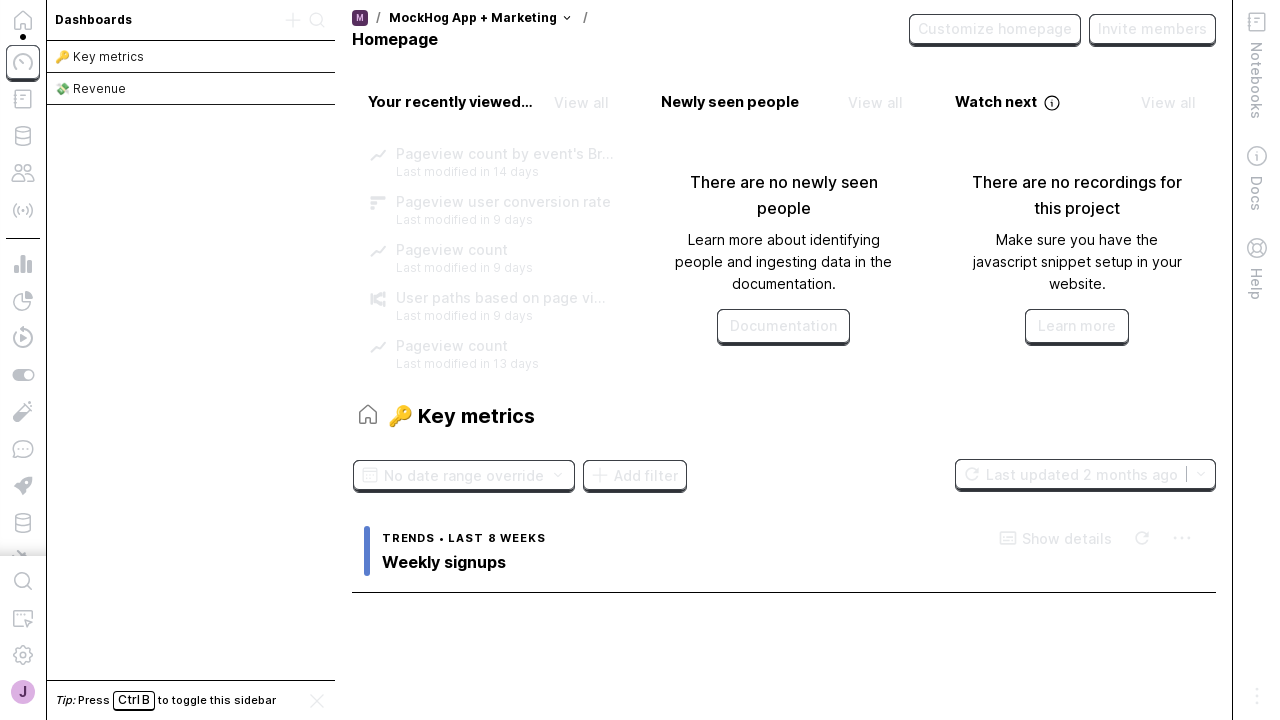 Dashboards
🔑 Key metrics
💸 Revenue
Tip: Press Ctrl B to toggle this sidebar
J
M / MockHog App + Marketing /
Homepage
Customize homepage
Invite members
Your recently viewed...
View all
Pageview count by event's Br...
Last modified in 14 days
Pageview user conversion rate
Last modified in 9 days
Pageview count
Last modified in 9 days
User paths based on page vi...
Last modified in 9 days
Pageview count
Last modified in 13 days
Newly seen people
View all
There are no newly seen
people
Learn more about identifying
people and ingesting data in the
documentation.
Documentation
Watch next
View all
There are no recordings for
this project
Make sure you have the
javascript snippet setup in your
website.
Learn more
🔑 Key metrics
No date range override
Add filter
Last updated 2 months ago
TRENDS • LAST 8 WEEKS
Weekly signups
Show details
Notebooks
Docs
Help